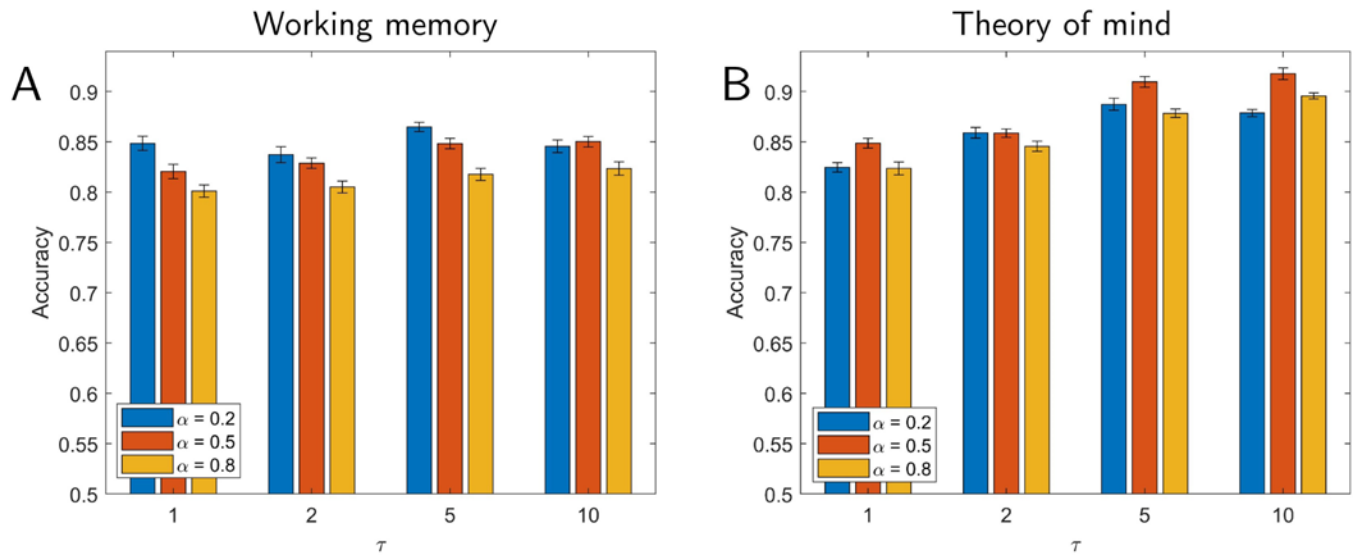 Working memory
A
Accuracy
0.9
0.85
0.8
0.75
0.7
0.65
0.6
0.55
0.5
α = 0.2
α = 0.5
α = 0.8
1 2 5 10
τ
Theory of mind
B
Accuracy
0.9
0.85
0.8
0.75
0.7
0.65
0.6
0.55
0.5
α = 0.2
α = 0.5
α = 0.8
1 2 5 10
τ